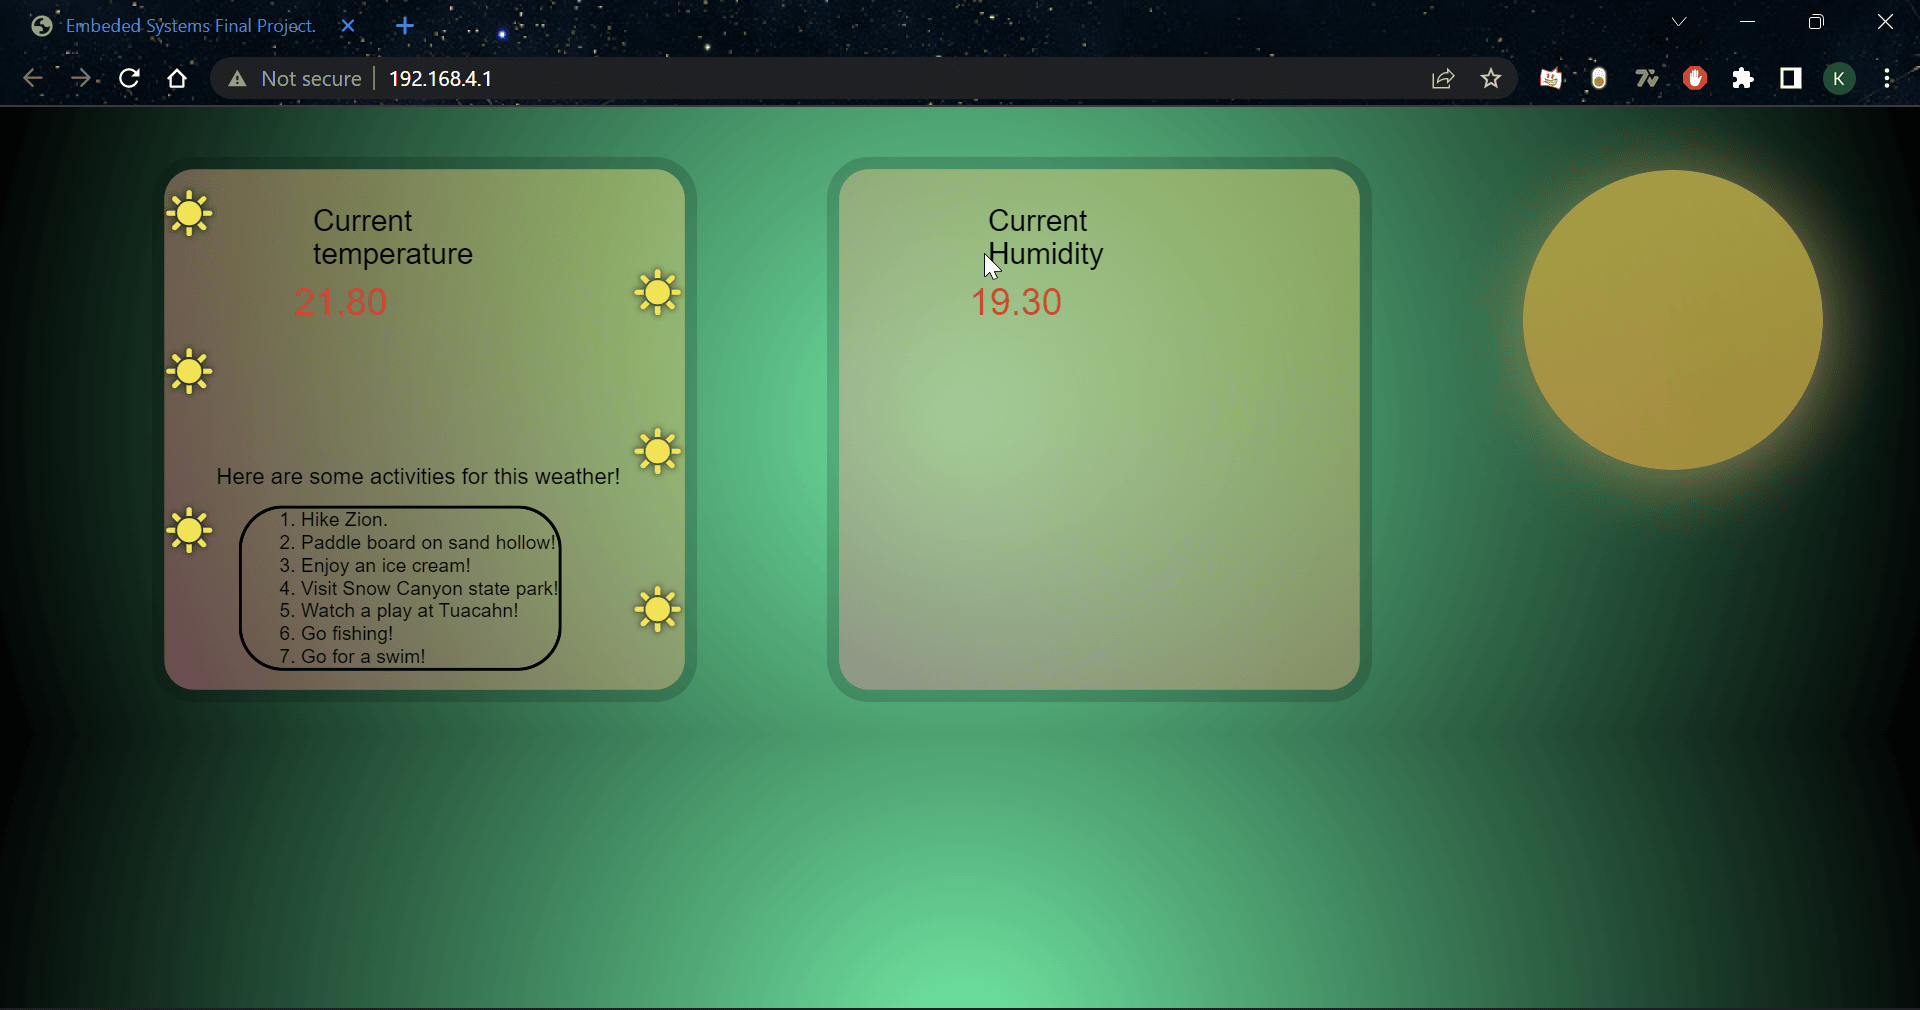 Embeded Systems Final Project.
Not secure
192.168.4.1
K
Current
temperature
21.80
Here are some activities for this weather!
1. Hike Zion.
2. Paddle board on sand hollow!
3. Enjoy an ice cream!
4. Visit Snow Canyon state park!
5. Watch a play at Tuacahn!
6. Go fishing!
7. Go for a swim!
Current
Humidity
19.30